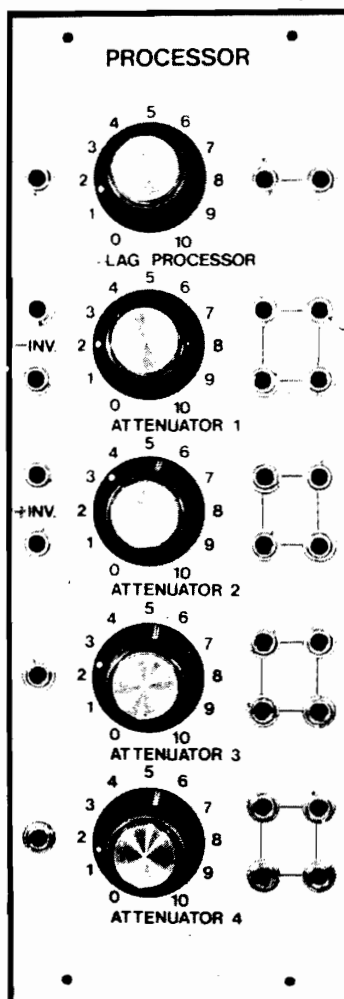 PROCESSOR
4 5 6
3 7
2 8
1 9
0 10
LAG PROCESSOR
4 5 6
3 7
-INV. 2 8
1 9
0 10
ATTENUATOR 1
4 5 6
3 7
+INV. 2 8
1 9
0 10
ATTENUATOR 2
4 5 6
3 7
2 8
1 9
0 10
ATTENUATOR 3
4 5 6
3 7
2 8
1 9
0 10
ATTENUATOR 4